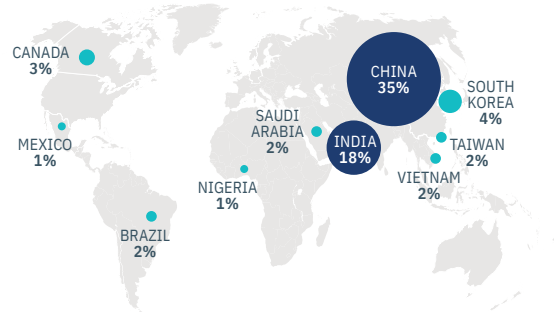 CANADA
3%
MEXICO
1%
BRAZIL
2%
NIGERIA
1%
SAUDI
ARABIA
2%
CHINA
35%
INDIA
18%
SOUTH
KOREA
4%
TAIWAN
2%
VIETNAM
2%